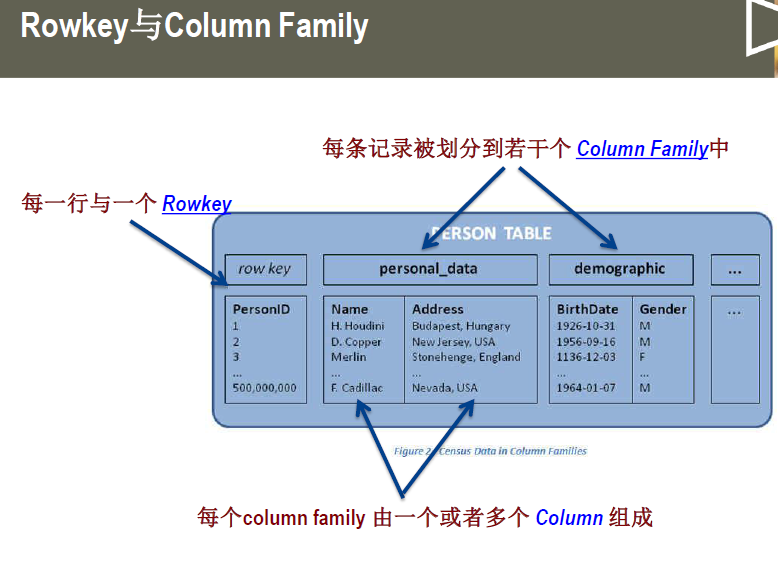 Rowkey与Column Family
每条记录被划分到若干个 Column Family中
每一行与一个 Rowkey
PERSON TABLE
row key personal_data demographic ...
PersonID Name Address BirthDate Gender ...
1 H. Houdini Budapest, Hungary 1926-10-31 M
2 D. Copper New Jersey, USA 1956-09-16 M
3 Merlin Stonehenge, England 1136-12-03 F
... ... ... ... ...
500,000,000 F. Cadillac Nevada, USA 1964-01-07 M
Figure 2 Census Data in Column Families
每个column family 由一个或者多个 Column 组成